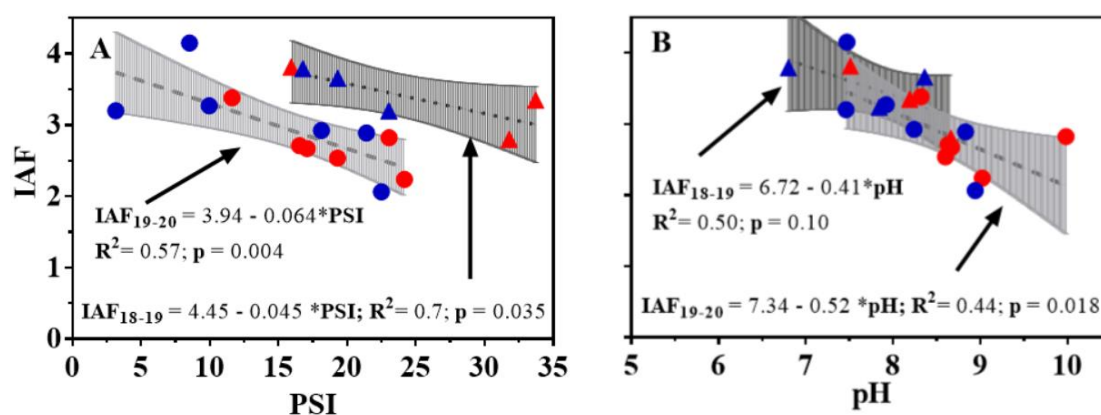 A
IAF
4
3
2
1
0
IAF19-20 = 3.94 - 0.064*PSI
R²= 0.57; p = 0.004
IAF18-19 = 4.45 - 0.045 *PSI; R²= 0.7; p = 0.035
0 5 10 15 20 25 30 35
PSI
B
IAF18-19 = 6.72 - 0.41*pH
R²= 0.50; p = 0.10
IAF19-20 = 7.34 - 0.52 *pH; R²= 0.44; p = 0.018
5 6 7 8 9 10
pH